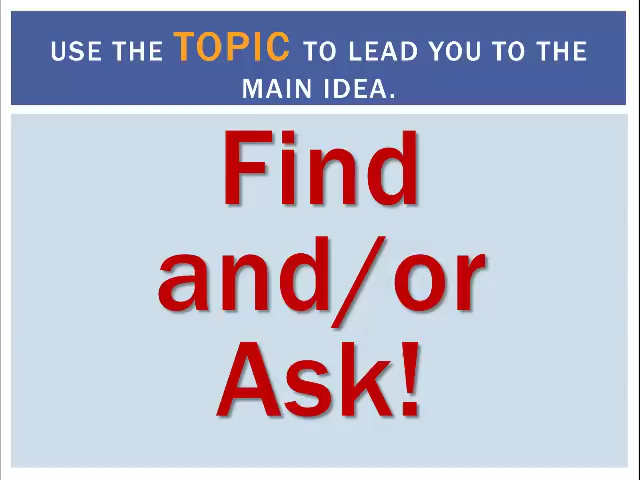 USE THE TOPIC TO LEAD YOU TO THE
MAIN IDEA.
Find
and/or
Ask!